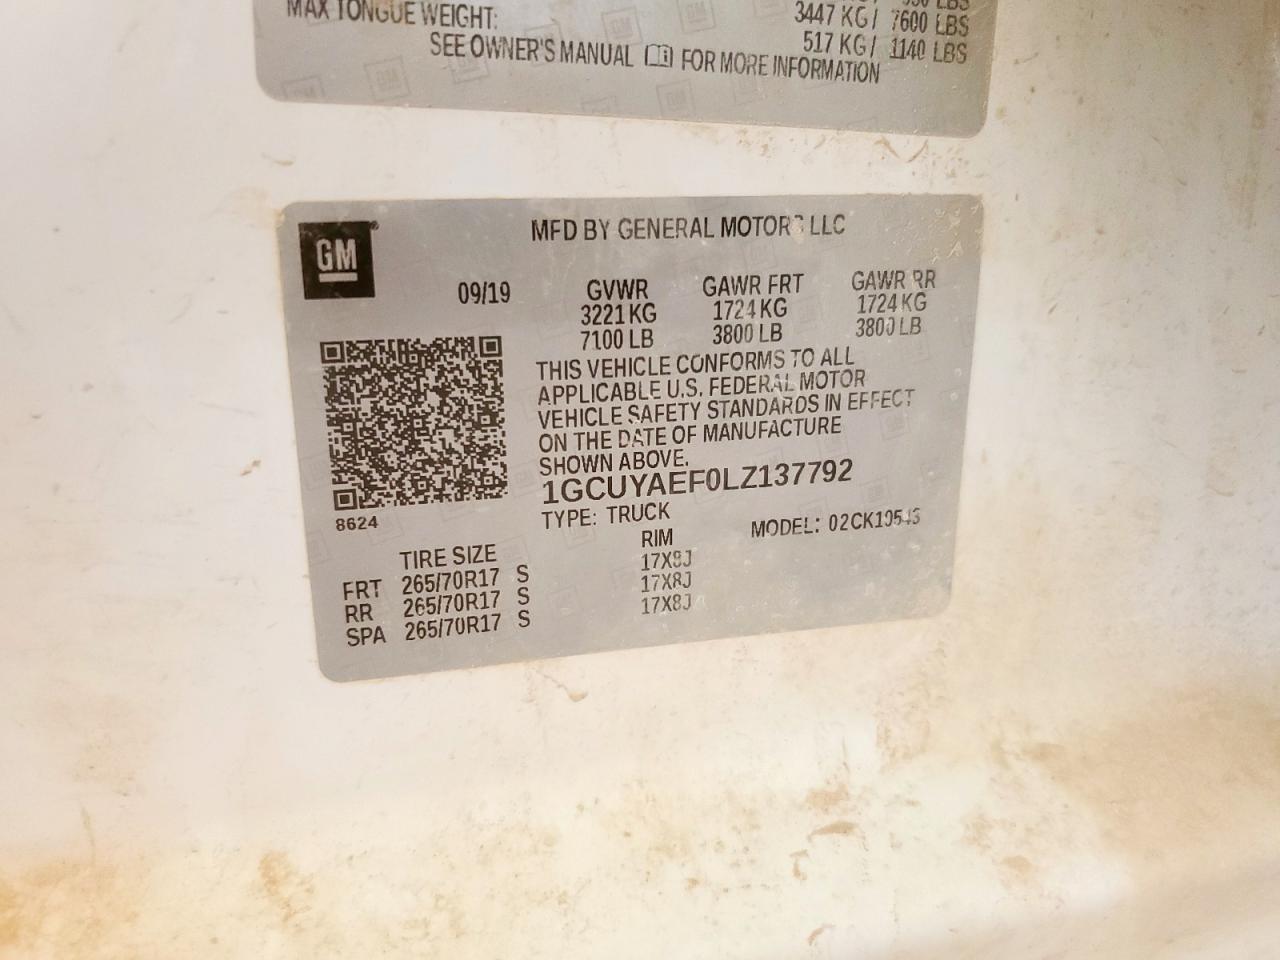 MAX TONGUE WEIGHT:
3447 KG/ 7600 LBS
517 KG/ 1140 LBS
SEE OWNER'S MANUAL FOR MORE INFORMATION
GM
MFD BY GENERAL MOTORS LLC
09/19 GVWR GAWR FRT GAWR RR
3221 KG 1724 KG 1724 KG
7100 LB 3800 LB 3800 LB
THIS VEHICLE CONFORMS TO ALL
APPLICABLE U.S. FEDERAL MOTOR
VEHICLE SAFETY STANDARDS IN EFFECT
ON THE DATE OF MANUFACTURE
SHOWN ABOVE.
1GCUYAEF0LZ137792
8624
TYPE: TRUCK MODEL: 02CK10543
TIRE SIZE RIM
FRT 265/70R17 S 17X8J
RR 265/70R17 S 17X8J
SPA 265/70R17 S 17X8J